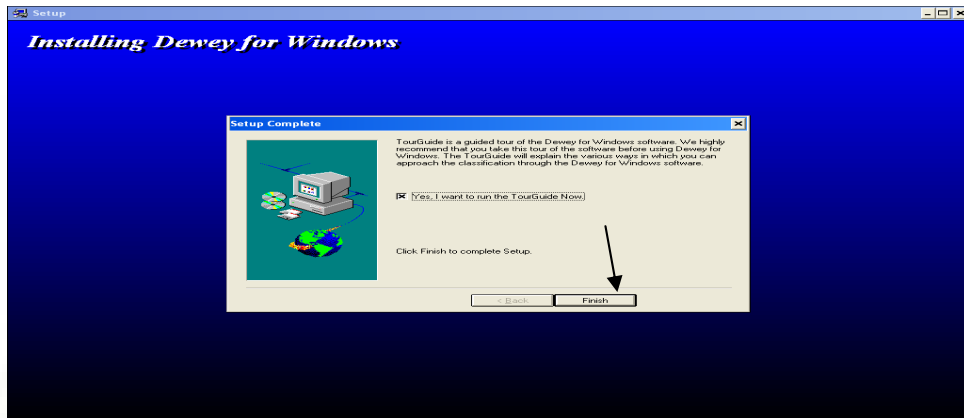 Setup
Installing Dewey for Windows
Setup Complete
TourGuide is a guided tour of the Dewey for Windows software. We highly
recommend that you take this tour of the software before using Dewey for
Windows. The TourGuide will explain the various ways in which you can
approach the classification through the Dewey for Windows software.
Yes, I want to run the TourGuide Now.
Click Finish to complete Setup.
< Back
Finish